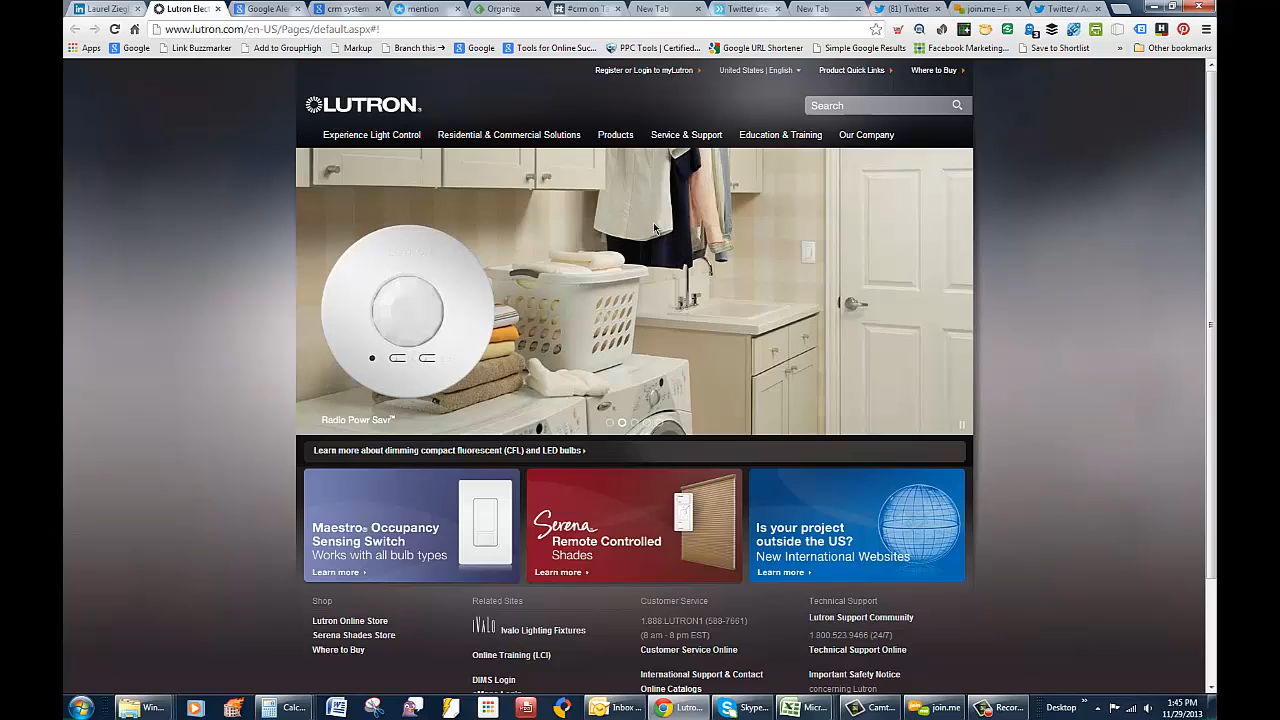 Laurel Ziegl
Lutron Elect
Google Ale
crm system
mention
Organize
#crm on Ta
New Tab
Twitter use
New Tab
(81) Twitter
join.me – F
Twitter / A
www.lutron.com/en-US/Pages/default.aspx#!
Apps
Google
Link Buzzmarker
Add to GroupHigh
Markup
Branch this
Google
Tools for Online Suc...
PPC Tools | Certified...
Google URL Shortener
Simple Google Results
Facebook Marketing...
Save to Shortlist
»
Other bookmarks
Register or Login to myLutron
United States | English
Product Quick Links
Where to Buy
LUTRON®
Search
Experience Light Control
Residential & Commercial Solutions
Products
Service & Support
Education & Training
Our Company
Radio Powr Savr™
Learn more about dimming compact fluorescent (CFL) and LED bulbs
Maestro® Occupancy
Sensing Switch
Works with all bulb types
Learn more
Serena™
Remote Controlled
Shades
Learn more
Is your project
outside the US?
New International Websites
Learn more
Shop
Lutron Online Store
Serena Shades Store
Where to Buy
Related Sites
IVALO Ivalo Lighting Fixtures
Online Training (LCI)
DIMS Login
Customer Service
1.888.LUTRON1 (588-7661)
(8 am - 8 pm EST)
Customer Service Online
International Support & Contact
Online Catalogs
Technical Support
Lutron Support Community
1.800.523.9466 (24/7)
Technical Support Online
Important Safety Notice
concerning Lutron
Win...
Calc...
Inbox ...
Lutro...
Skype...
Micr...
Camt...
join.me
Recor...
Desktop
»
1:45 PM
11/29/2013